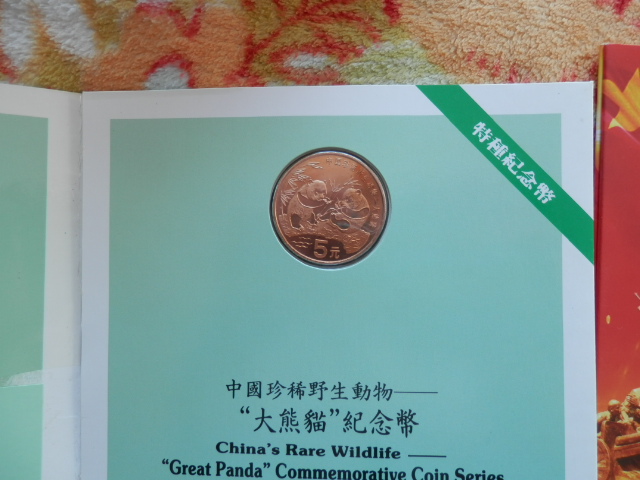 特種紀念幣
5元
中國珍稀野生動物——
“大熊貓”紀念幣
China's Rare Wildlife ——
“Great Panda” Commemorative Coin Series